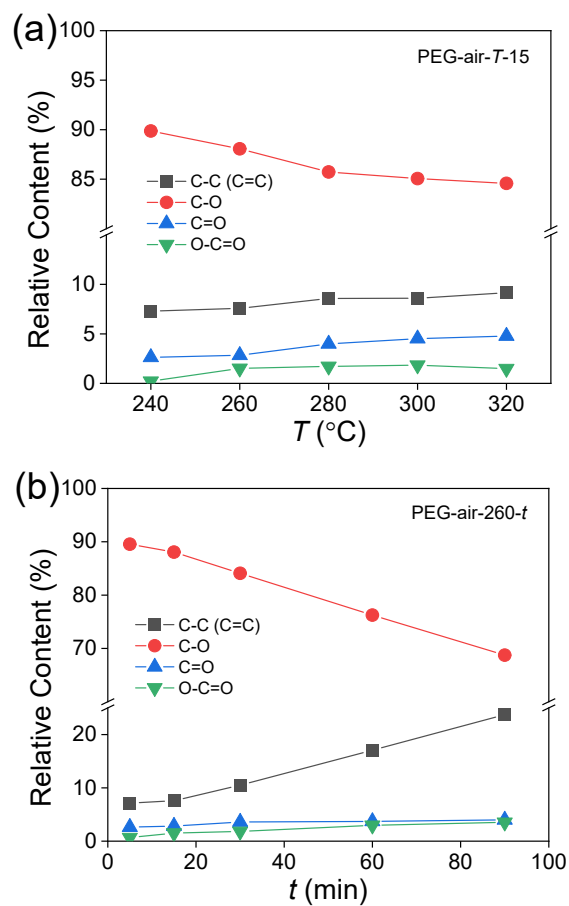 (a)
PEG-air-T-15
Relative Content (%)
100
95
90
85
10
5
0
C-C (C=C)
C-O
C=O
O-C=O
240 260 280 300 320
T (°C)
(b)
PEG-air-260-t
Relative Content (%)
100
90
80
70
20
10
0
C-C (C=C)
C-O
C=O
O-C=O
0 20 40 60 80 100
t (min)